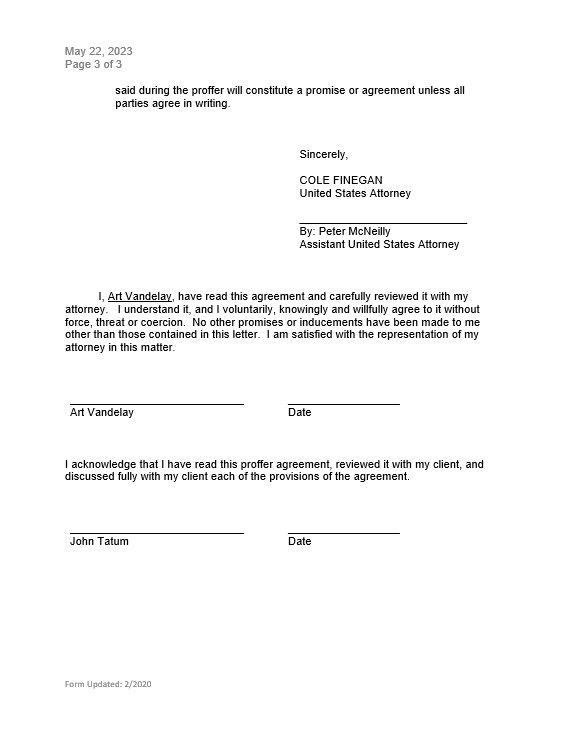 May 22, 2023
Page 3 of 3
said during the proffer will constitute a promise or agreement unless all
parties agree in writing.
Sincerely,
COLE FINEGAN
United States Attorney
By: Peter McNeilly
Assistant United States Attorney
I, Art Vandelay, have read this agreement and carefully reviewed it with my
attorney. I understand it, and I voluntarily, knowingly and willfully agree to it without
force, threat or coercion. No other promises or inducements have been made to me
other than those contained in this letter. I am satisfied with the representation of my
attorney in this matter.
Art Vandelay Date
I acknowledge that I have read this proffer agreement, reviewed it with my client, and
discussed fully with my client each of the provisions of the agreement.
John Tatum Date
Form Updated: 2/2020